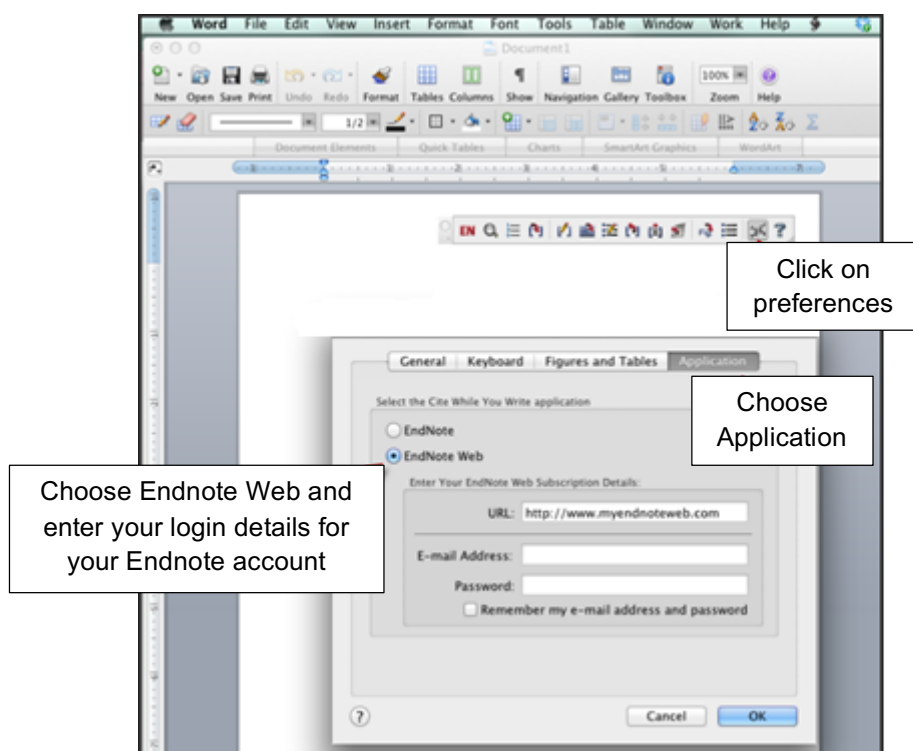 Word File Edit View Insert Format Font Tools Table Window Work Help
Document1
New Open Save Print Undo Redo Format Tables Columns Show Navigation Gallery Toolbox Zoom Help
100%
1/2
Document Elements Quick Tables Charts SmartArt Graphics WordArt
EN
Click on
preferences
General Keyboard Figures and Tables Application
Select the Cite While You Write application
Choose
Application
EndNote
EndNote Web
Choose Endnote Web and
enter your login details for
your Endnote account
Enter Your EndNote Web Subscription Details:
URL: http://www.myendnoteweb.com
E-mail Address:
Password:
Remember my e-mail address and password
? Cancel OK